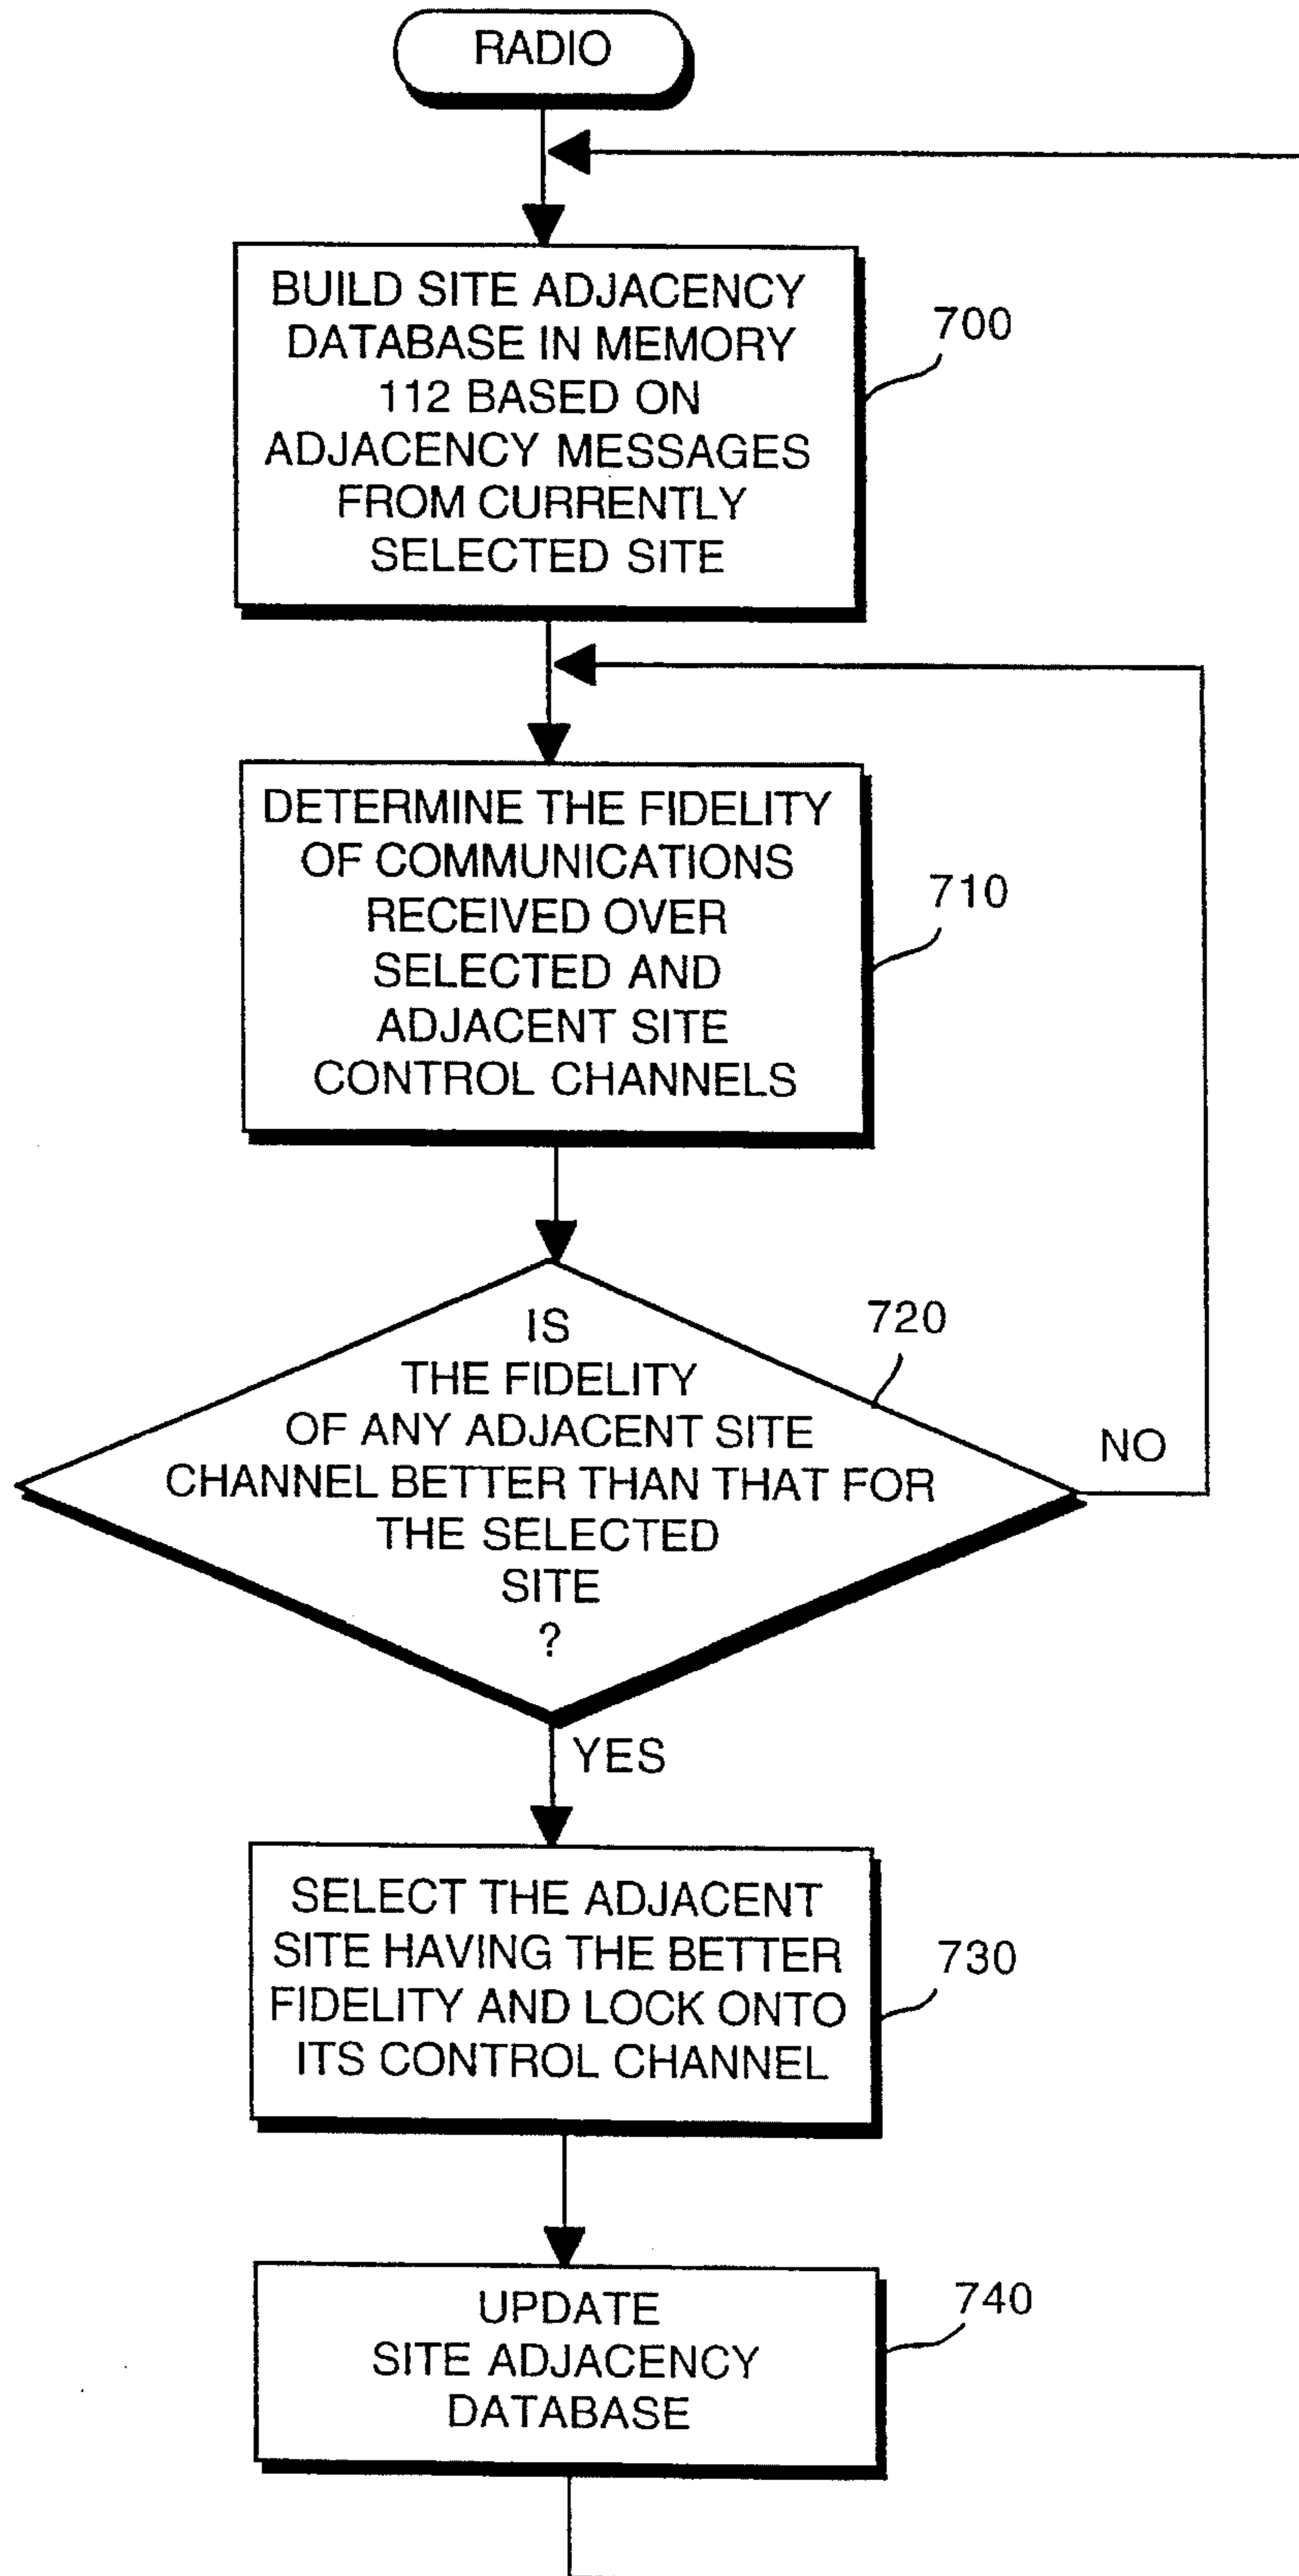 RADIO
BUILD SITE ADJACENCY
DATABASE IN MEMORY
112 BASED ON
ADJACENCY MESSAGES
FROM CURRENTLY
SELECTED SITE
700
DETERMINE THE FIDELITY
OF COMMUNICATIONS
RECEIVED OVER
SELECTED AND
ADJACENT SITE
CONTROL CHANNELS
710
IS
THE FIDELITY
OF ANY ADJACENT SITE
CHANNEL BETTER THAN THAT FOR
THE SELECTED
SITE
?
720
NO
YES
SELECT THE ADJACENT
SITE HAVING THE BETTER
FIDELITY AND LOCK ONTO
ITS CONTROL CHANNEL
730
UPDATE
SITE ADJACENCY
DATABASE
740